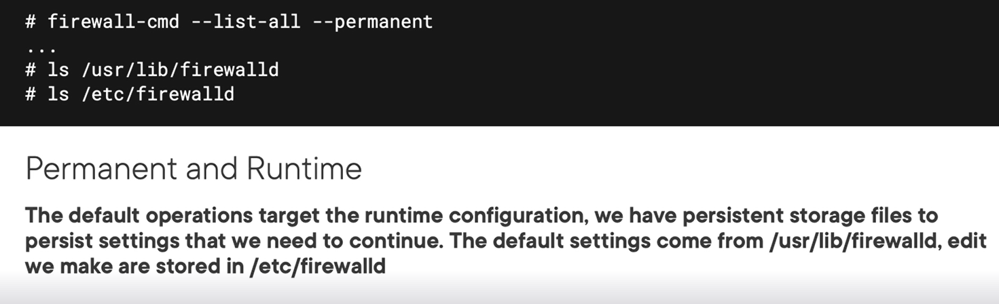 # firewall-cmd --list-all --permanent
...
# ls /usr/lib/firewalld
# ls /etc/firewalld
Permanent and Runtime
The default operations target the runtime configuration, we have persistent storage files to
persist settings that we need to continue. The default settings come from /usr/lib/firewalld, edit
we make are stored in /etc/firewalld